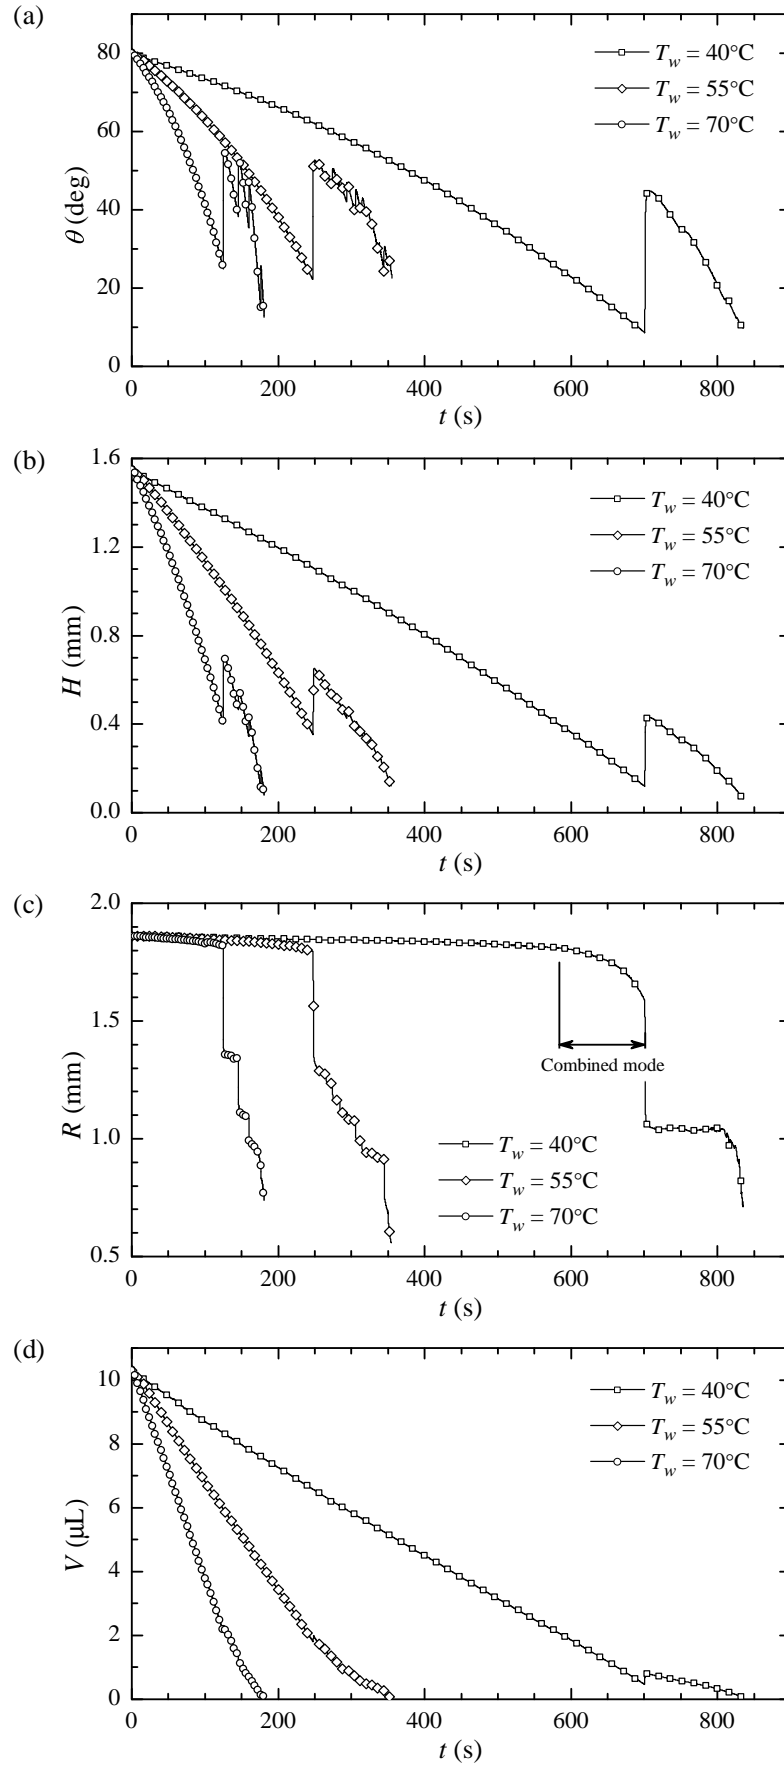 (a)
80
60
40
20
0
θ (deg)
T_w = 40°C
T_w = 55°C
T_w = 70°C
0 200 400 600 800
t (s)
(b)
1.6
1.2
0.8
0.4
0.0
H (mm)
T_w = 40°C
T_w = 55°C
T_w = 70°C
0 200 400 600 800
t (s)
(c)
2.0
1.5
1.0
0.5
R (mm)
Combined mode
T_w = 40°C
T_w = 55°C
T_w = 70°C
0 200 400 600 800
t (s)
(d)
10
8
6
4
2
0
V (μL)
T_w = 40°C
T_w = 55°C
T_w = 70°C
0 200 400 600 800
t (s)